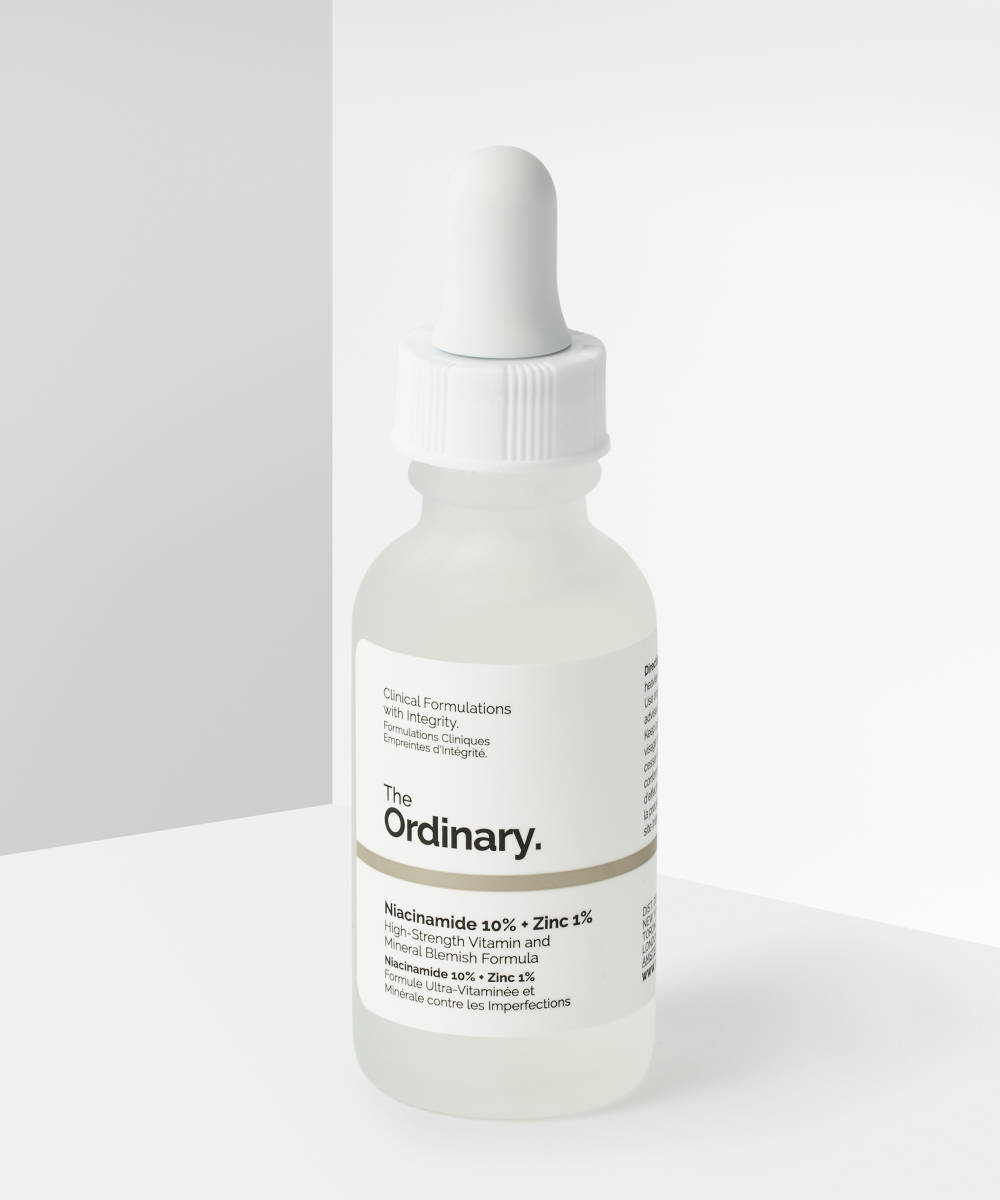 Clinical Formulations
with Integrity.
Formulations Cliniques
Empreintes d'Intégrité.
The
Ordinary.
Niacinamide 10% + Zinc 1%
High-Strength Vitamin and
Mineral Blemish Formula
Niacinamide 10% + Zinc 1%
Formule Ultra-Vitaminée et
Minérale contre les Imperfections